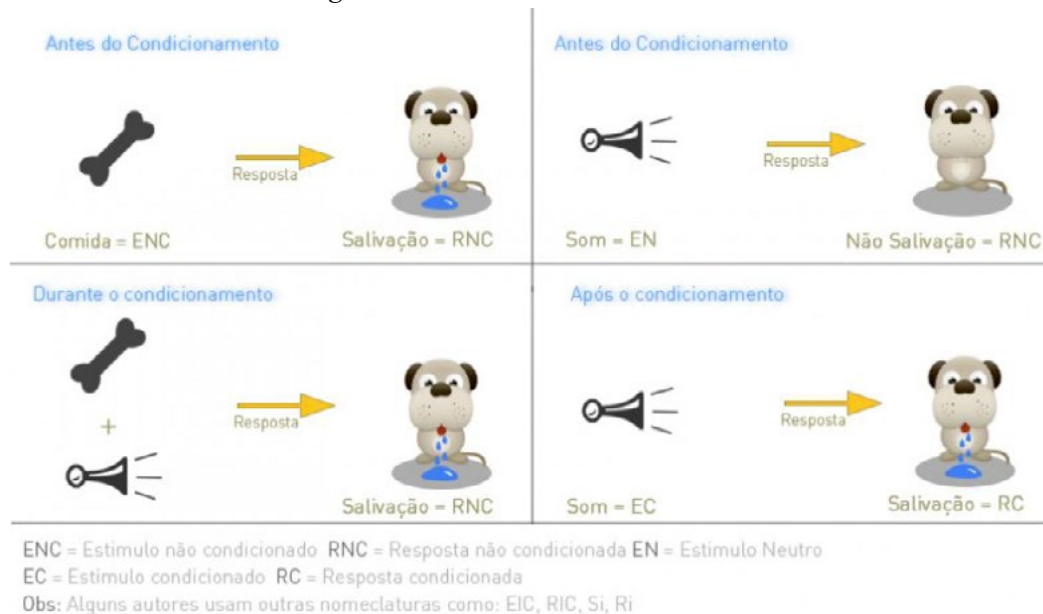 Antes do Condicionamento
Resposta
Comida = ENC
Salivação = RNC
Antes do Condicionamento
Resposta
Som = EN
Não Salivação = RNC
Durante o condicionamento
+
Resposta
Salivação = RNC
Após o condicionamento
Resposta
Som = EC
Salivação = RC
ENC = Estimulo não condicionado RNC = Resposta não condicionada EN = Estimulo Neutro
EC = Estimulo condicionado RC = Resposta condicionada
Obs: Alguns autores usam outras nomeclaturas como: EIC, RIC, Si, Ri